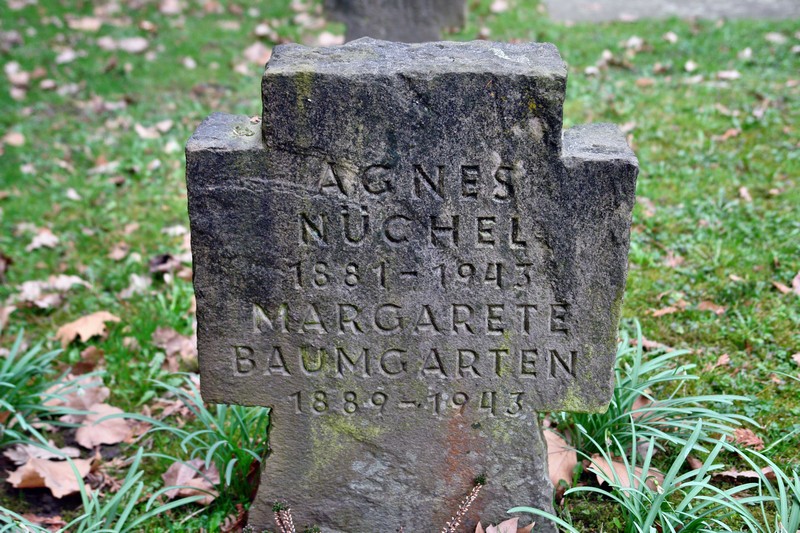 AGNES
NÜCHEL
1881-1943
MARGARETE
BAUMGARTEN
1889-1943